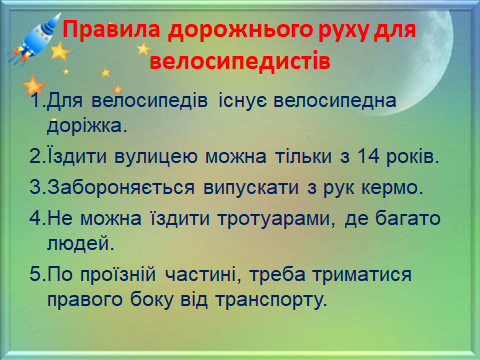 Правила дорожнього руху для
велосипедистів
1.Для велосипедів існує велосипедна
доріжка.
2.Їздити вулицею можна тільки з 14 років.
3.Забороняється випускати з рук кермо.
4.Не можна їздити тротуарами, де багато
людей.
5.По проїзній частині, треба триматися
правого боку від транспорту.